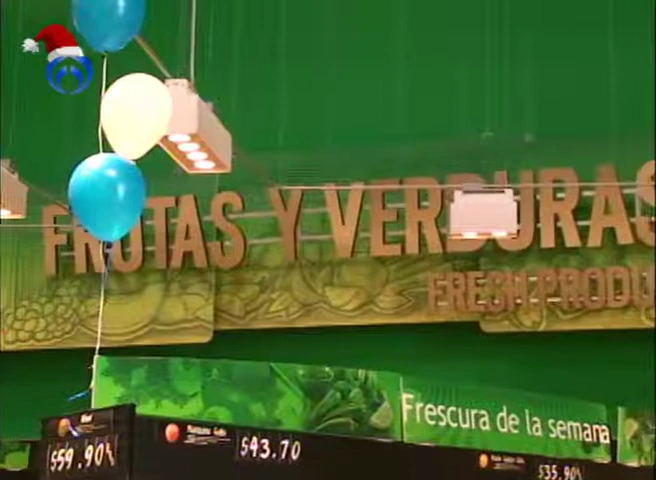 FRUTAS Y VERDURAS
FRESH PRODU
Frescura de la semana
$59.90
$43.70
$35.90